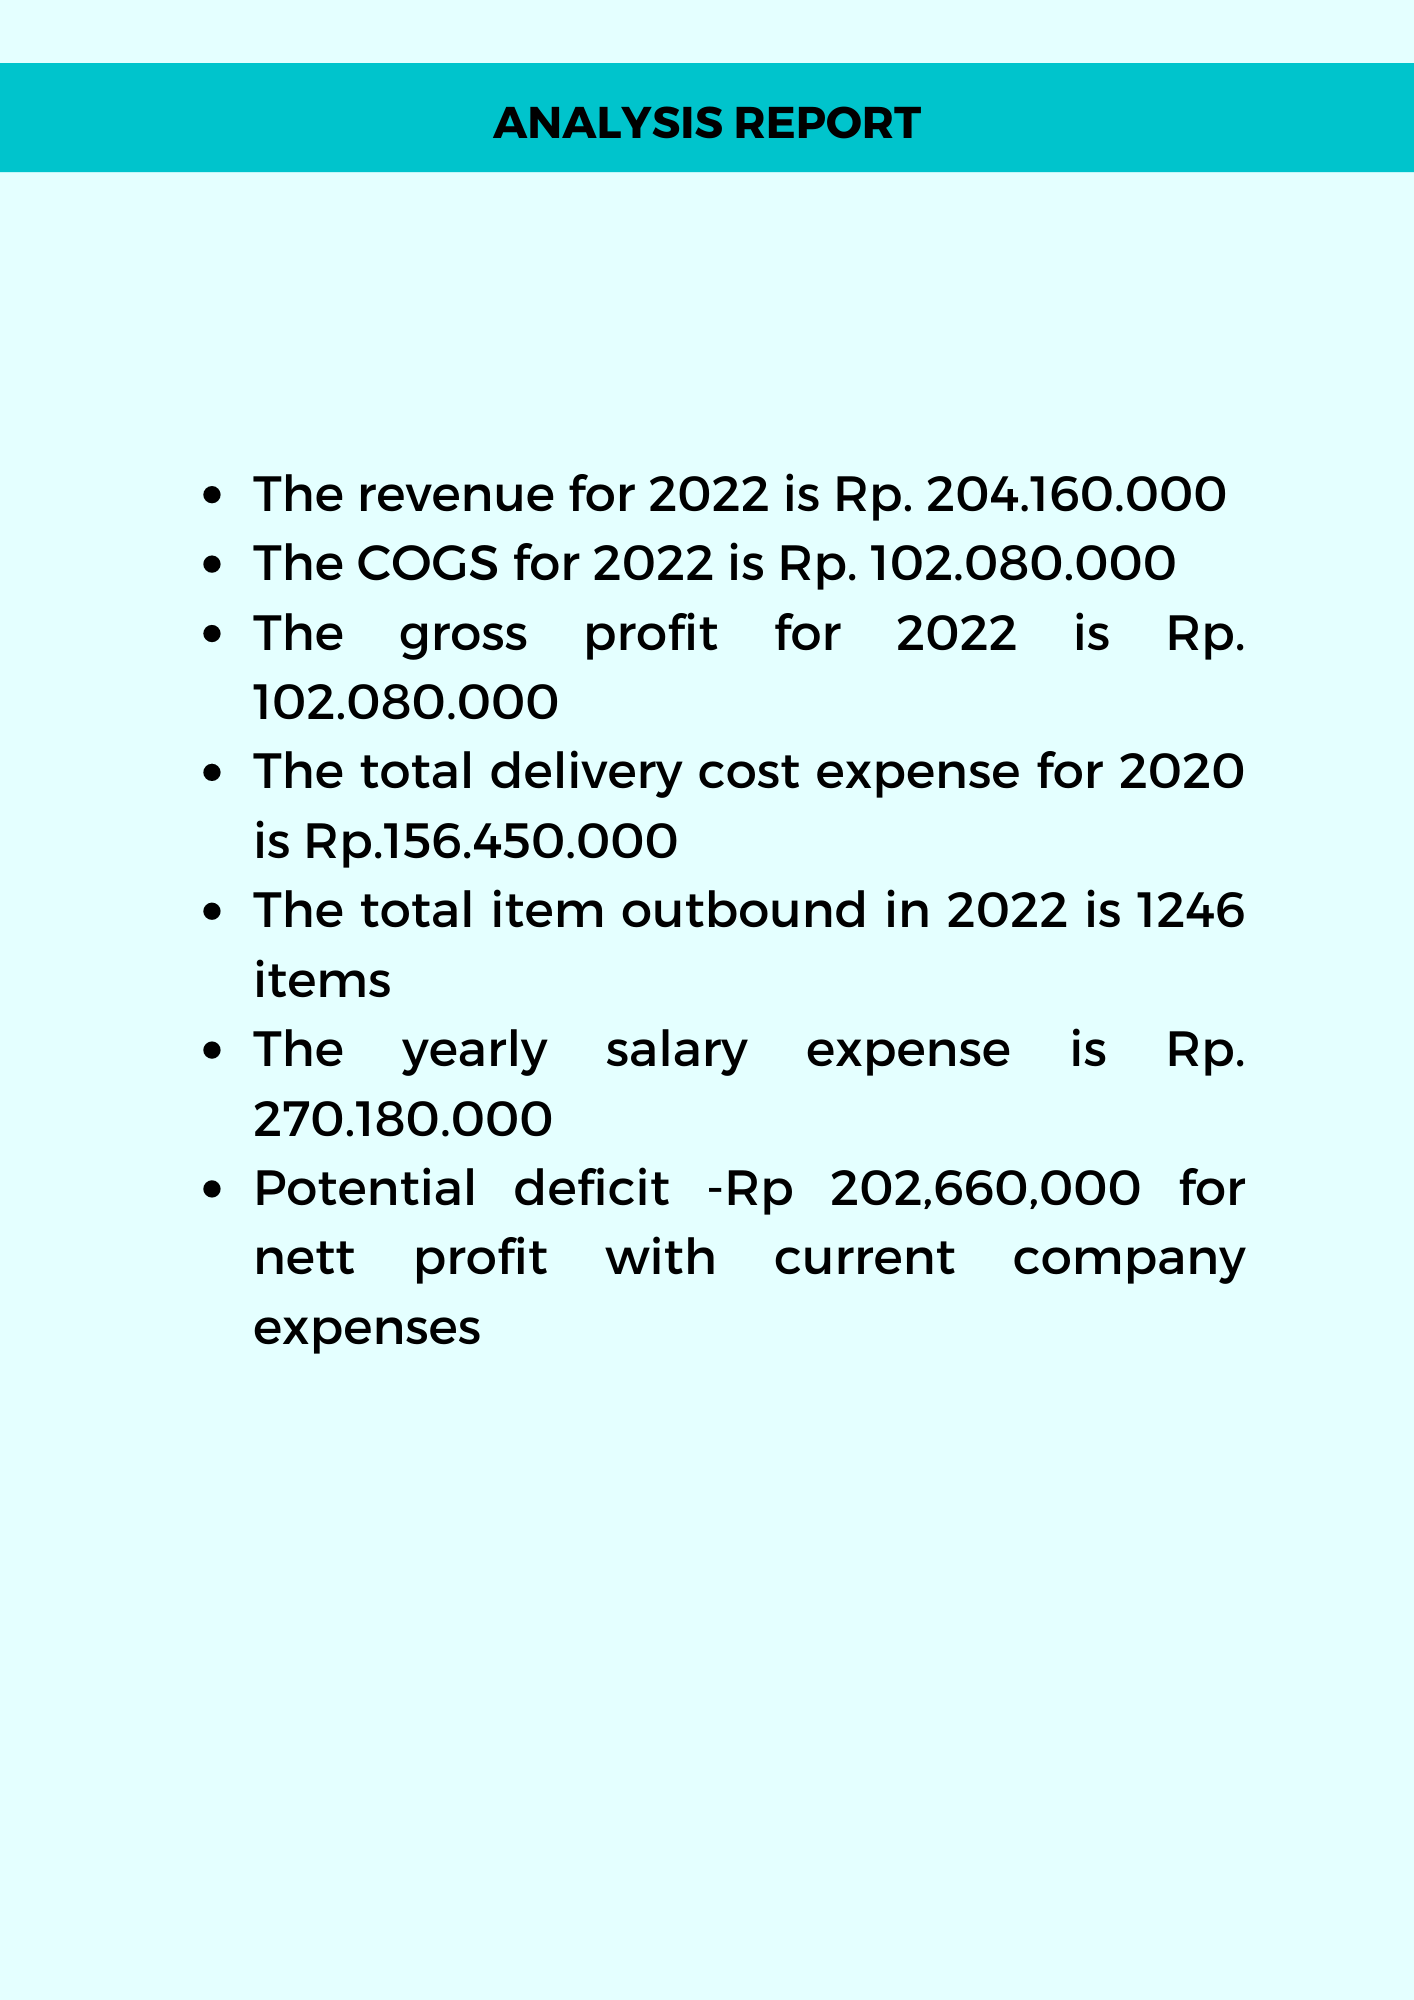 ANALYSIS REPORT
• The revenue for 2022 is Rp. 204.160.000
• The COGS for 2022 is Rp. 102.080.000
• The gross profit for 2022 is Rp.
102.080.000
• The total delivery cost expense for 2020
is Rp.156.450.000
• The total item outbound in 2022 is 1246
items
• The yearly salary expense is Rp.
270.180.000
• Potential deficit -Rp 202,660,000 for
nett profit with current company
expenses